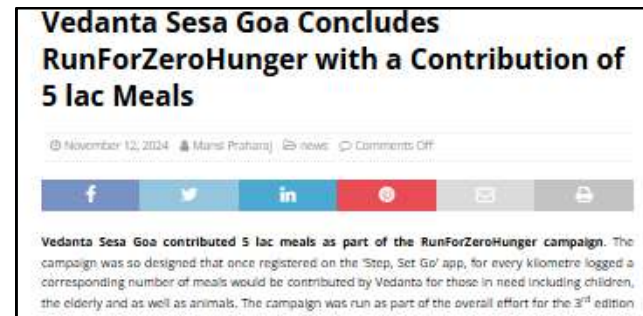 Vedanta Sesa Goa Concludes
RunForZeroHunger with a Contribution of
5 lac Meals
November 12, 2024 Mansi Praharaj news Comments Off
f in
Vedanta Sesa Goa contributed 5 lac meals as part of the RunForZeroHunger campaign. The
campaign was so designed that once registered on the 'Step, Set Go' app, for every kilometre logged a
corresponding number of meals would be contributed by Vedanta for those in need including children,
the elderly and as well as animals. The campaign was run as part of the overall effort for the 3rd edition